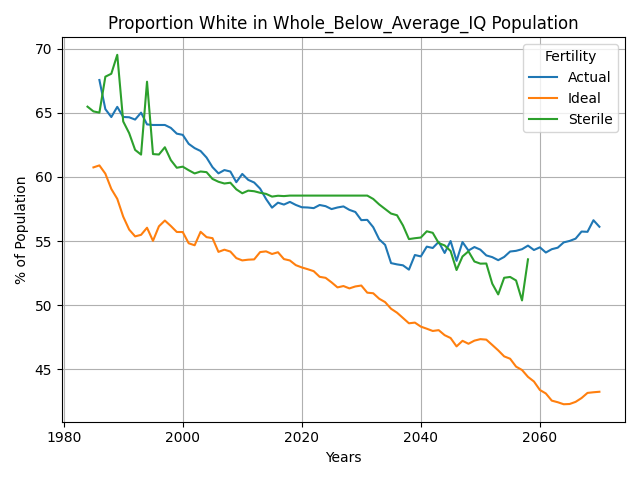 Proportion White in Whole_Below_Average_IQ Population
% of Population
70
65
60
55
50
45
1980
2000
2020
2040
2060
Years
Fertility
Actual
Ideal
Sterile